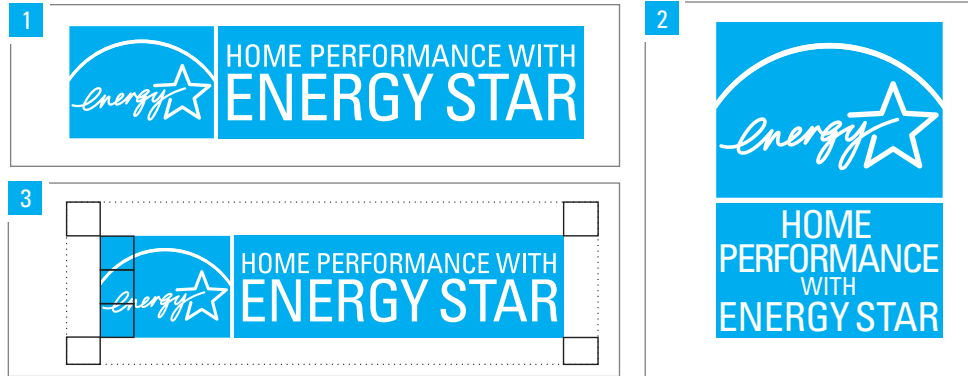 1
energy
HOME PERFORMANCE WITH
ENERGY STAR
2
energy
HOME
PERFORMANCE
WITH
ENERGY STAR
3
energy
HOME PERFORMANCE WITH
ENERGY STAR